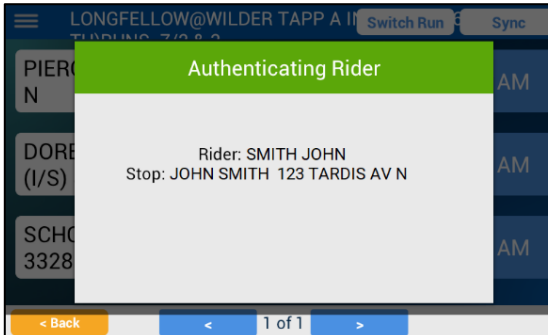 LONGFELLOW@WILDER TAPP A
Switch Run
Sync
Authenticating Rider
PIER
N
AM
Rider: SMITH JOHN
Stop: JOHN SMITH 123 TARDIS AV N
DORE
(I/S)
AM
SCHO
3328
AM
< Back
<
1 of 1
>